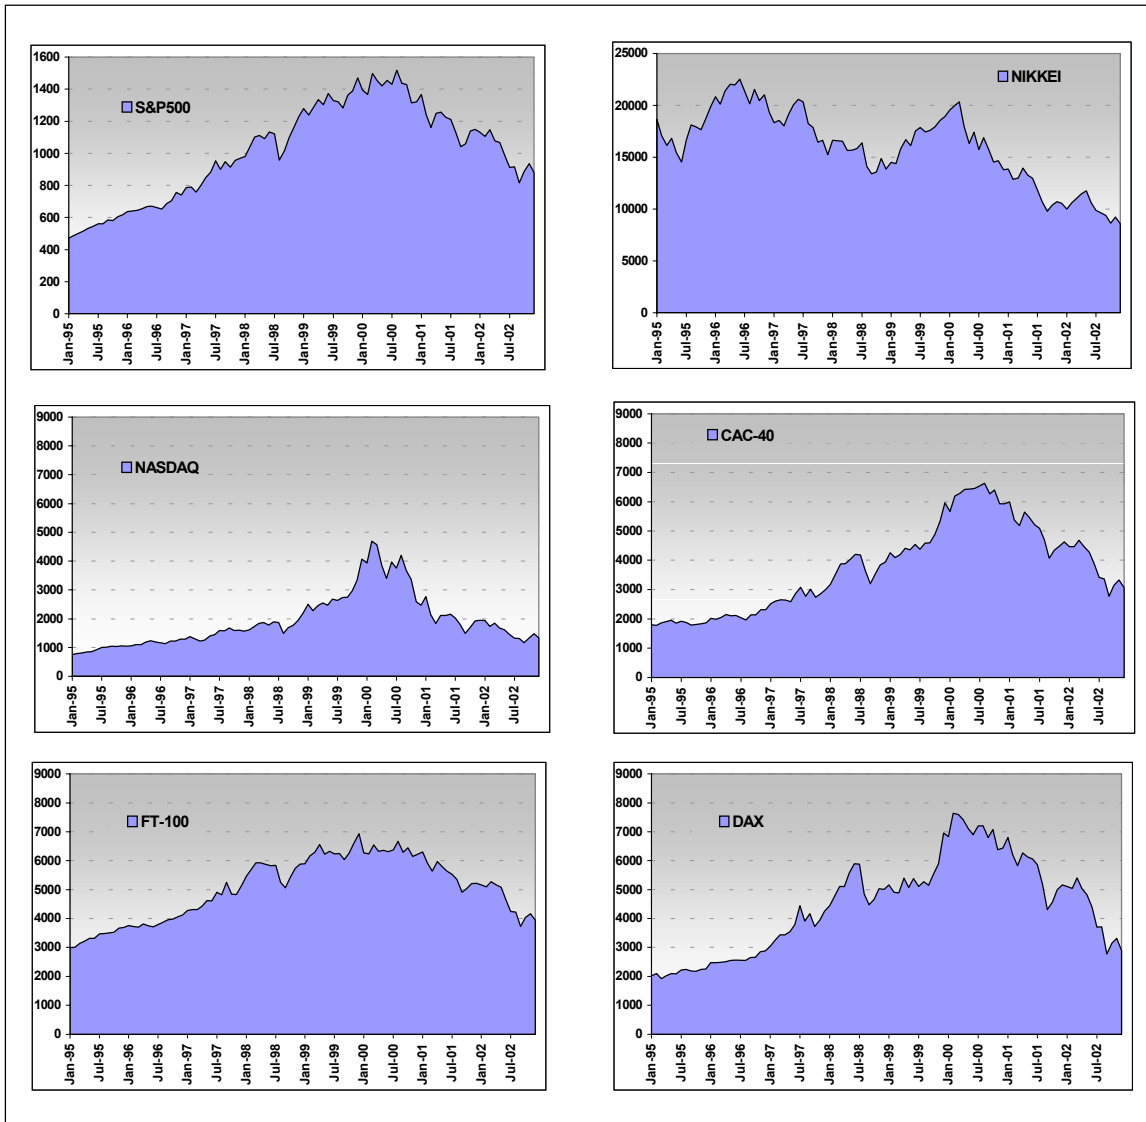 1600
1400
1200
1000
800
600
400
200
0
S&P500
Jan-95
Jul-95
Jan-96
Jul-96
Jan-97
Jul-97
Jan-98
Jul-98
Jan-99
Jul-99
Jan-00
Jul-00
Jan-01
Jul-01
Jan-02
Jul-02
25000
20000
15000
10000
5000
0
NIKKEI
Jan-95
Jul-95
Jan-96
Jul-96
Jan-97
Jul-97
Jan-98
Jul-98
Jan-99
Jul-99
Jan-00
Jul-00
Jan-01
Jul-01
Jan-02
Jul-02
9000
8000
7000
6000
5000
4000
3000
2000
1000
0
NASDAQ
Jan-95
Jul-95
Jan-96
Jul-96
Jan-97
Jul-97
Jan-98
Jul-98
Jan-99
Jul-99
Jan-00
Jul-00
Jan-01
Jul-01
Jan-02
Jul-02
9000
8000
7000
6000
5000
4000
3000
2000
1000
0
CAC-40
Jan-95
Jul-95
Jan-96
Jul-96
Jan-97
Jul-97
Jan-98
Jul-98
Jan-99
Jul-99
Jan-00
Jul-00
Jan-01
Jul-01
Jan-02
Jul-02
9000
8000
7000
6000
5000
4000
3000
2000
1000
0
FT-100
Jan-95
Jul-95
Jan-96
Jul-96
Jan-97
Jul-97
Jan-98
Jul-98
Jan-99
Jul-99
Jan-00
Jul-00
Jan-01
Jul-01
Jan-02
Jul-02
9000
8000
7000
6000
5000
4000
3000
2000
1000
0
DAX
Jan-95
Jul-95
Jan-96
Jul-96
Jan-97
Jul-97
Jan-98
Jul-98
Jan-99
Jul-99
Jan-00
Jul-00
Jan-01
Jul-01
Jan-02
Jul-02